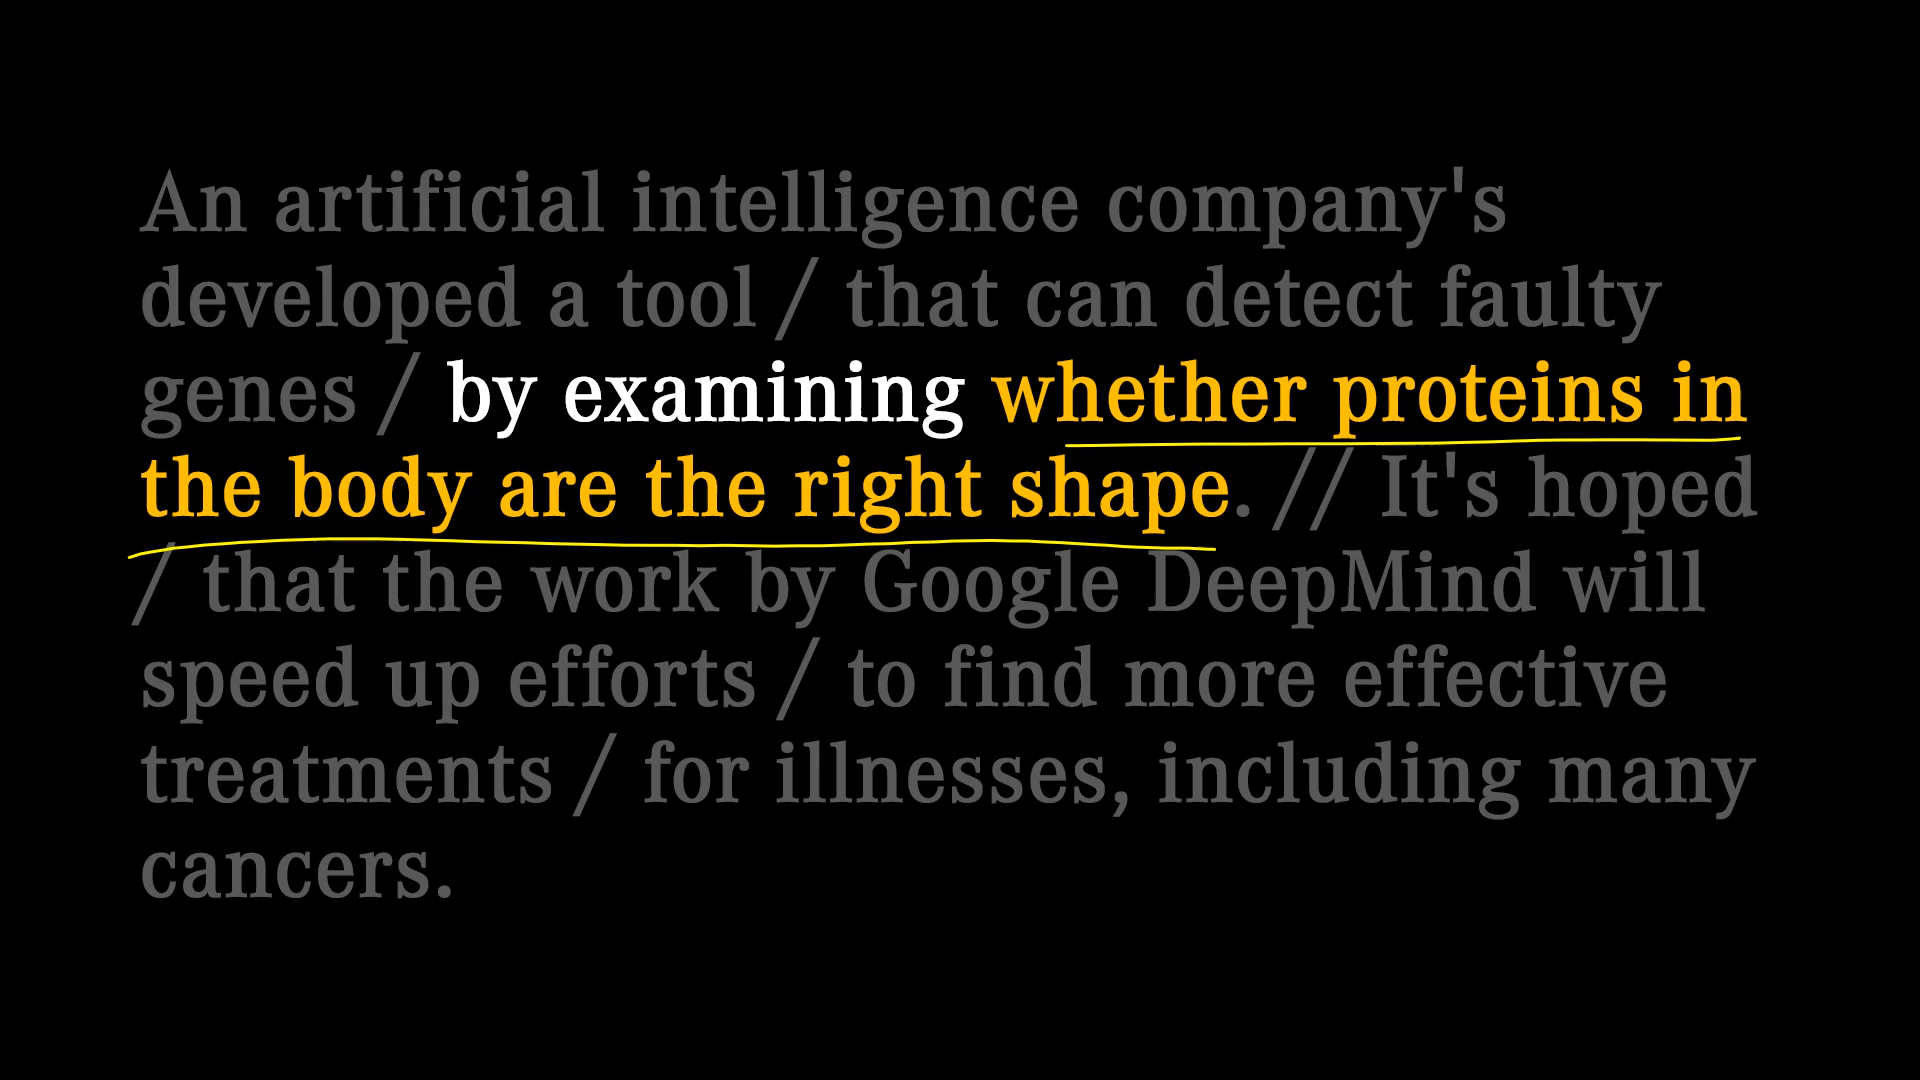 An artificial intelligence company's
developed a tool / that can detect faulty
genes / by examining whether proteins in
the body are the right shape. // It's hoped
/ that the work by Google DeepMind will
speed up efforts / to find more effective
treatments / for illnesses, including many
cancers.